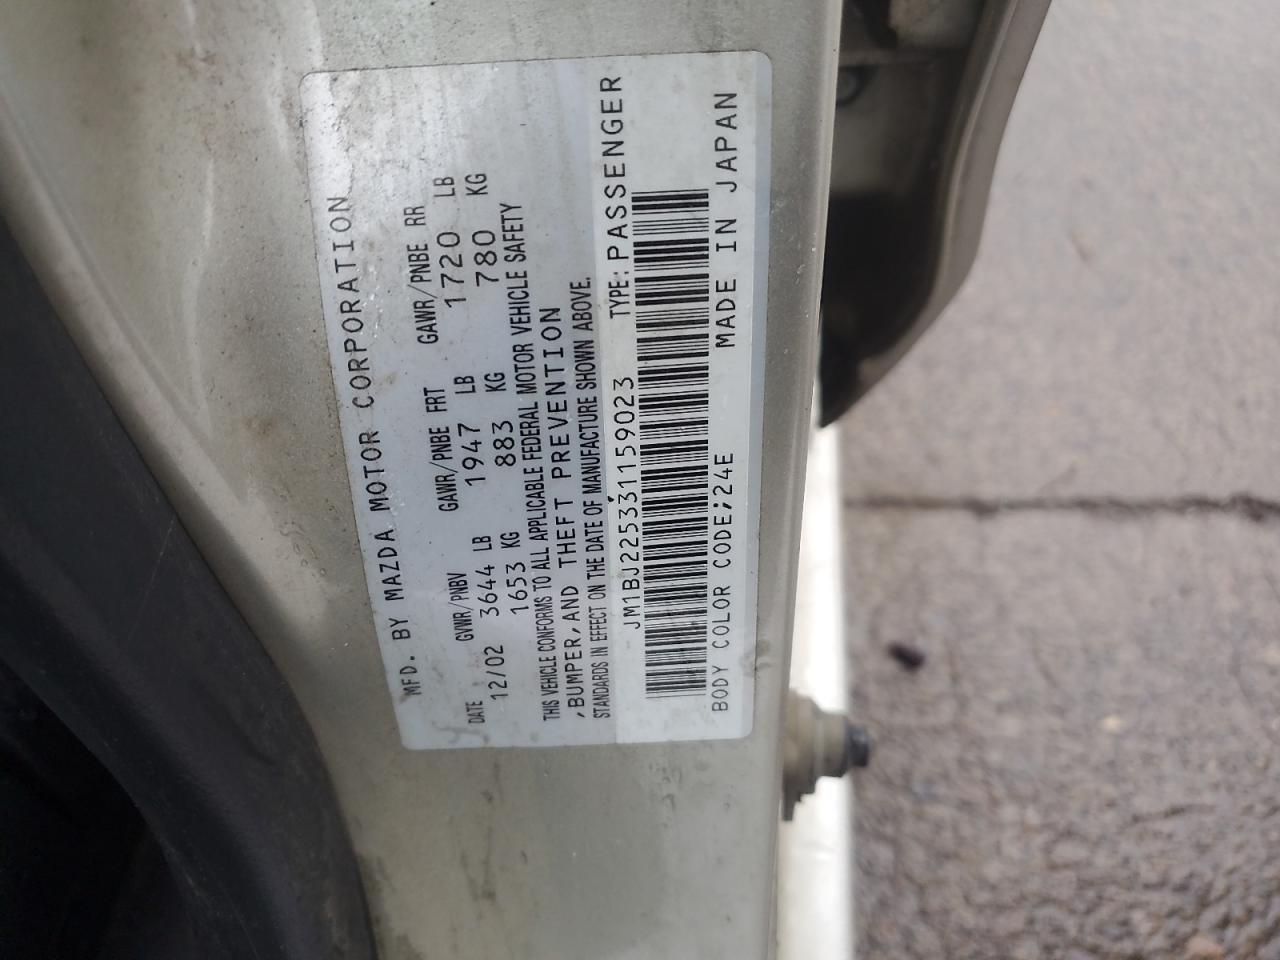 MFD. BY MAZDA MOTOR CORPORATION
DATE GVWR/PNBV GAWR/PNBE FRT GAWR/PNBE RR
12/02 3644 LB 1947 LB 1720 LB
1653 KG 883 KG 780 KG
THIS VEHICLE CONFORMS TO ALL APPLICABLE FEDERAL MOTOR VEHICLE SAFETY
,BUMPER,AND THEFT PREVENTION
STANDARDS IN EFFECT ON THE DATE OF MANUFACTURE SHOWN ABOVE.
JM1BJ225331159023 TYPE:PASSENGER
BODY COLOR CODE;24E MADE IN JAPAN